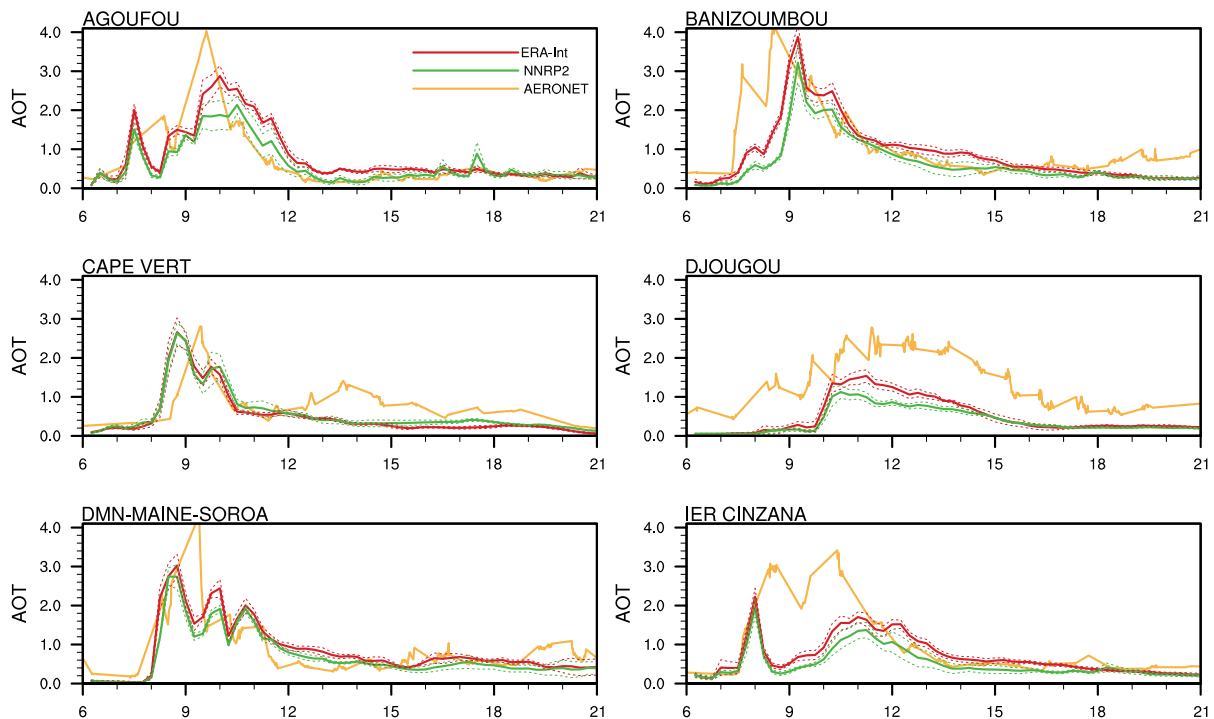 AGOUFOU
AOT
4.0
3.0
2.0
1.0
0.0
ERA-Int
NNRP2
AERONET
6 9 12 15 18 21
BANIZOUMBOU
AOT
4.0
3.0
2.0
1.0
0.0
6 9 12 15 18 21
CAPE VERT
AOT
4.0
3.0
2.0
1.0
0.0
6 9 12 15 18 21
DJOUGOU
AOT
4.0
3.0
2.0
1.0
0.0
6 9 12 15 18 21
DMN-MAINE-SOROA
AOT
4.0
3.0
2.0
1.0
0.0
6 9 12 15 18 21
IER CINZANA
AOT
4.0
3.0
2.0
1.0
0.0
6 9 12 15 18 21